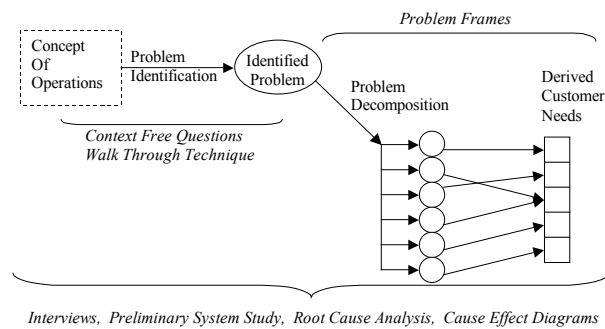 Problem Frames
Concept
Of
Operations
Problem
Identification
Identified
Problem
Problem
Decomposition
Derived
Customer
Needs
Context Free Questions
Walk Through Technique
Interviews, Preliminary System Study, Root Cause Analysis, Cause Effect Diagrams